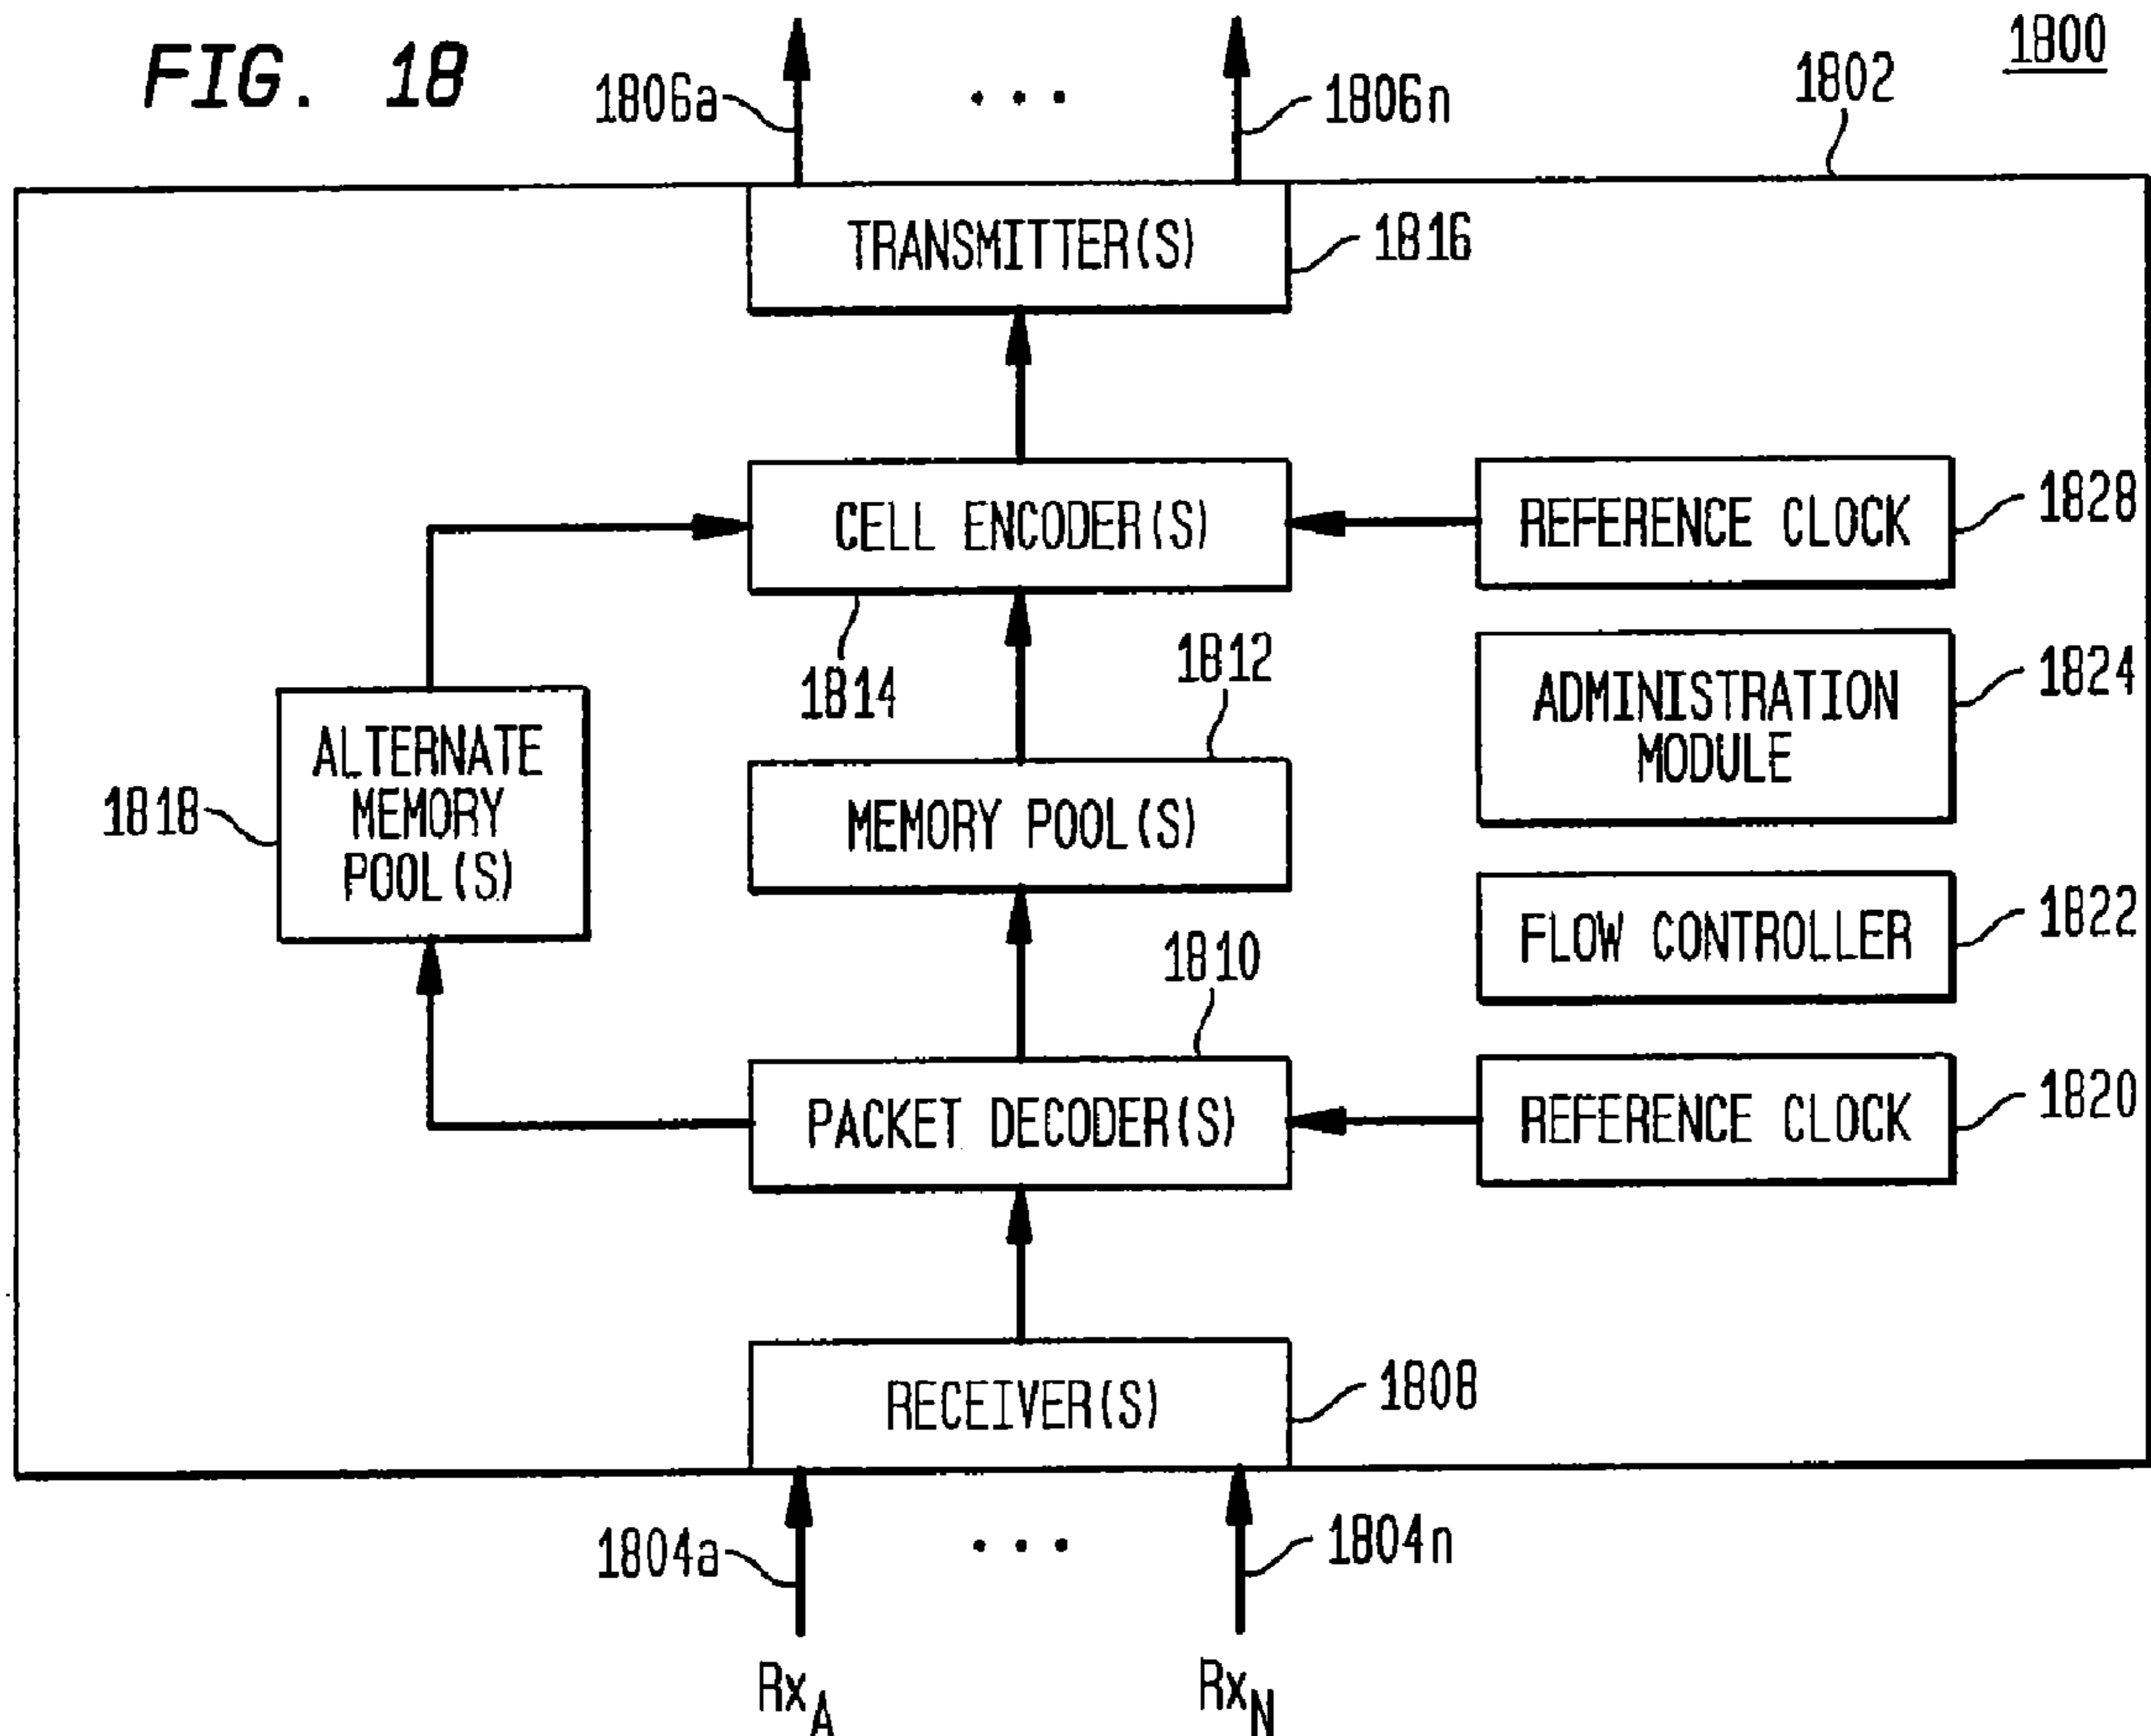 FIG. 18
1800
1802
1806a
• • •
1806n
TRANSMITTER(S)
1816
CELL ENCODER(S)
1814
REFERENCE CLOCK
1828
ADMINISTRATION
MODULE
1824
1812
ALTERNATE
MEMORY
POOL(S)
1818
MEMORY POOL(S)
FLOW CONTROLLER
1822
1810
PACKET DECODER(S)
REFERENCE CLOCK
1820
RECEIVER(S)
1808
1804a
• • •
1804n
RxA
RxN